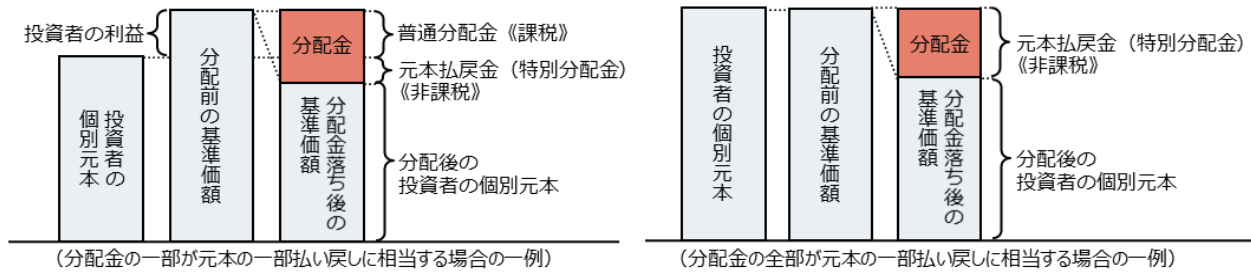 投資者の利益
投資者の
個別元本
分配前の基準価額
分配金
分配金落ち後の
基準価額
普通分配金《課税》
元本払戻金（特別分配金）
《非課税》
分配後の
投資者の個別元本
（分配金の一部が元本の一部払い戻しに相当する場合の一例）
投資者の個別元本
分配前の基準価額
分配金
分配金落ち後の
基準価額
元本払戻金（特別分配金）
《非課税》
分配後の
投資者の個別元本
（分配金の全部が元本の一部払い戻しに相当する場合の一例）